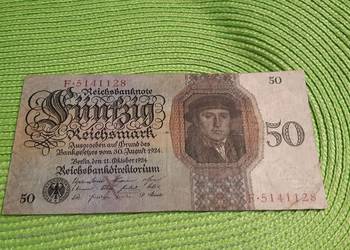 Reichsbanknote
F·5141128
50
Fünfzig
Reichsmark
Ausgegeben auf Grund des
Bankgesetzes vom 30. August 1924
50
Berlin, den 11. Oktober 1924
Reichsbankdirektorium
50
F·5141128